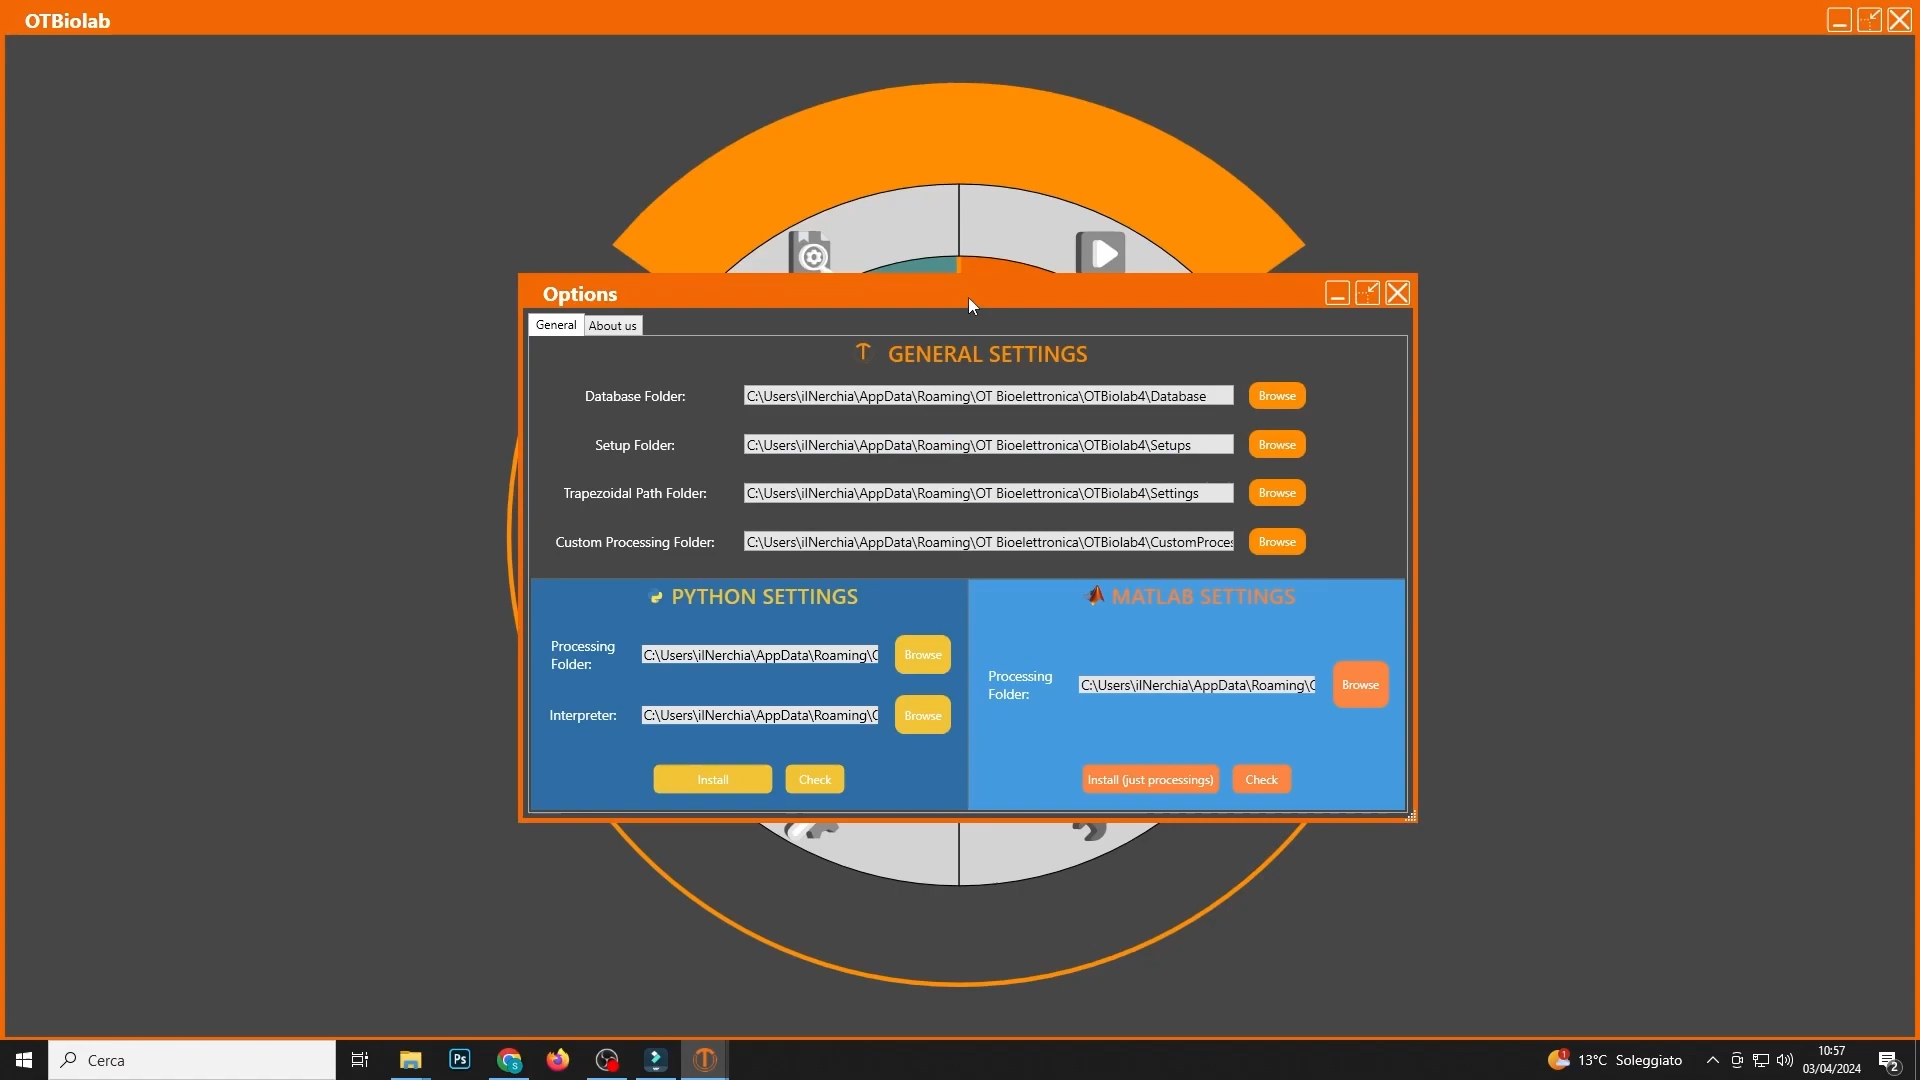 OTBiolab
Options
General
About us
GENERAL SETTINGS
Database Folder:
C:\Users\ilNerchia\AppData\Roaming\OT Bioelettronica\OTBiolab4\Database
Browse
Setup Folder:
C:\Users\ilNerchia\AppData\Roaming\OT Bioelettronica\OTBiolab4\Setups
Browse
Trapezoidal Path Folder:
C:\Users\ilNerchia\AppData\Roaming\OT Bioelettronica\OTBiolab4\Settings
Browse
Custom Processing Folder:
C:\Users\ilNerchia\AppData\Roaming\OT Bioelettronica\OTBiolab4\CustomProces
Browse
PYTHON SETTINGS
Processing
Folder:
C:\Users\ilNerchia\AppData\Roaming\
Browse
Interpreter:
C:\Users\ilNerchia\AppData\Roaming\
Browse
Install
Check
MATLAB SETTINGS
Processing
Folder:
C:\Users\ilNerchia\AppData\Roaming\
Browse
Install (just processings)
Check
Cerca
Ps
S
1
13°C Soleggiato
10:57
03/04/2024
2